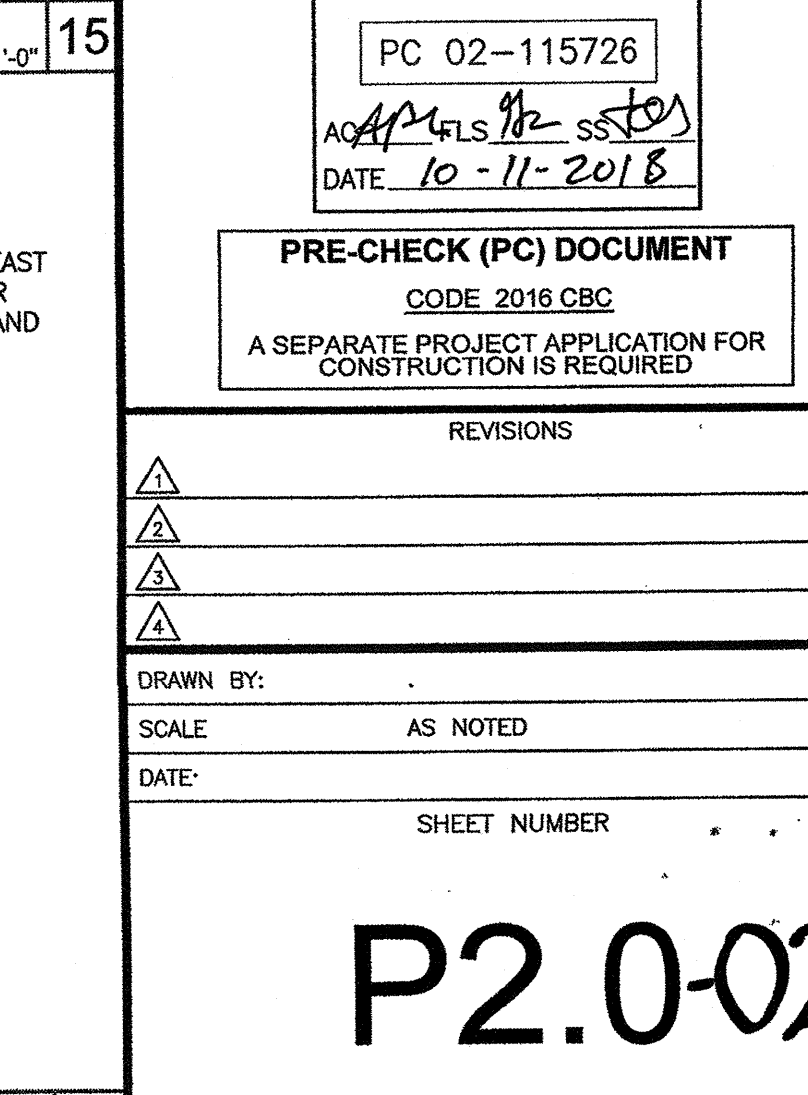 '-0" 15
PC 02-115726
AC FLS SS
DATE 10-11-2018
PRE-CHECK (PC) DOCUMENT
CODE 2016 CBC
A SEPARATE PROJECT APPLICATION FOR
CONSTRUCTION IS REQUIRED
EAST
R
AND
REVISIONS
1
2
3
4
DRAWN BY:
SCALE AS NOTED
DATE:
SHEET NUMBER
P2.0-02